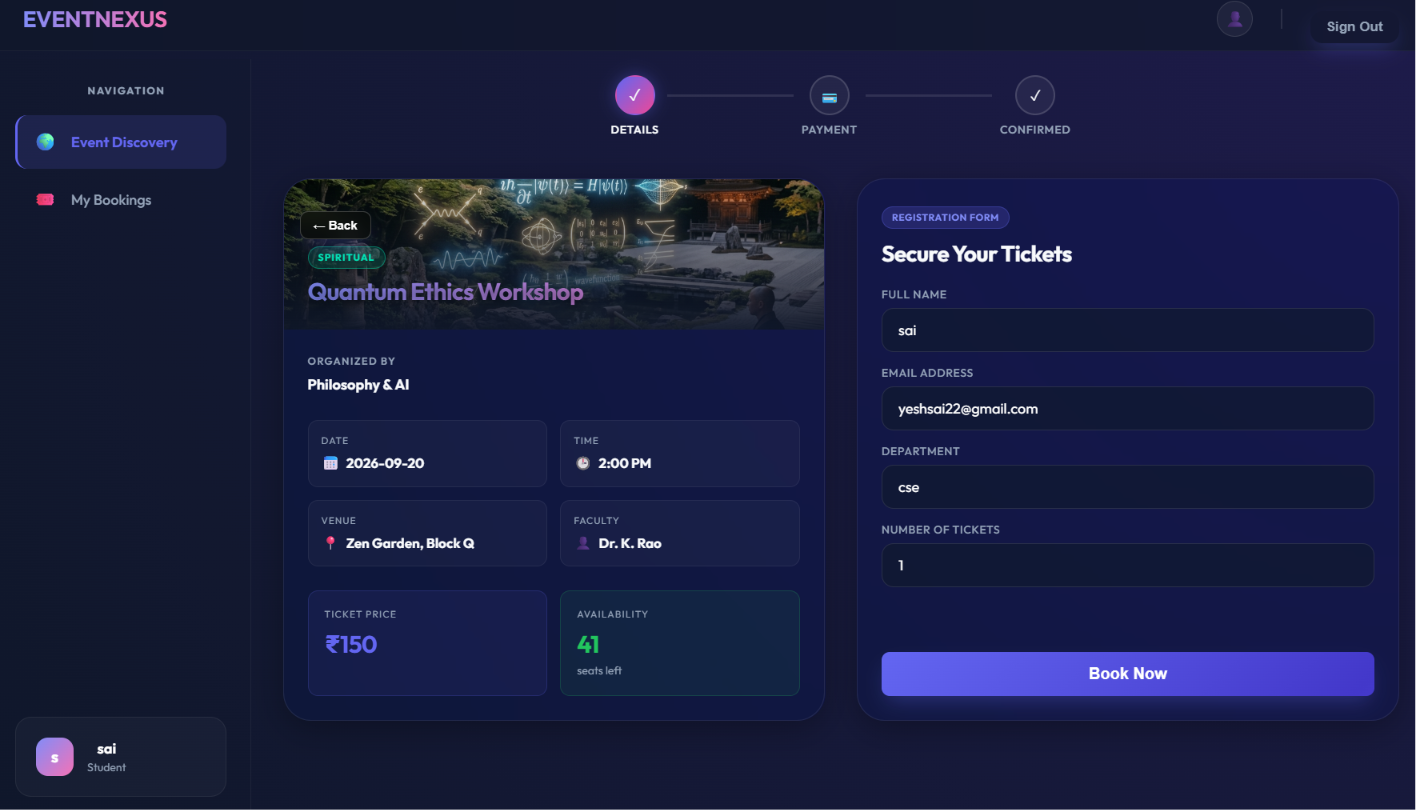 EVENTNEXUS
Sign Out
NAVIGATION
Event Discovery
My Bookings
✓
✓
DETAILS
PAYMENT
CONFIRMED
← Back
SPIRITUAL
Quantum Ethics Workshop
ORGANIZED BY
Philosophy & AI
DATE
2026-09-20
TIME
2:00 PM
VENUE
Zen Garden, Block Q
FACULTY
Dr. K. Rao
TICKET PRICE
₹150
AVAILABILITY
41
seats left
REGISTRATION FORM
Secure Your Tickets
FULL NAME
sai
EMAIL ADDRESS
yeshsai22@gmail.com
DEPARTMENT
cse
NUMBER OF TICKETS
1
Book Now
s
sai
Student